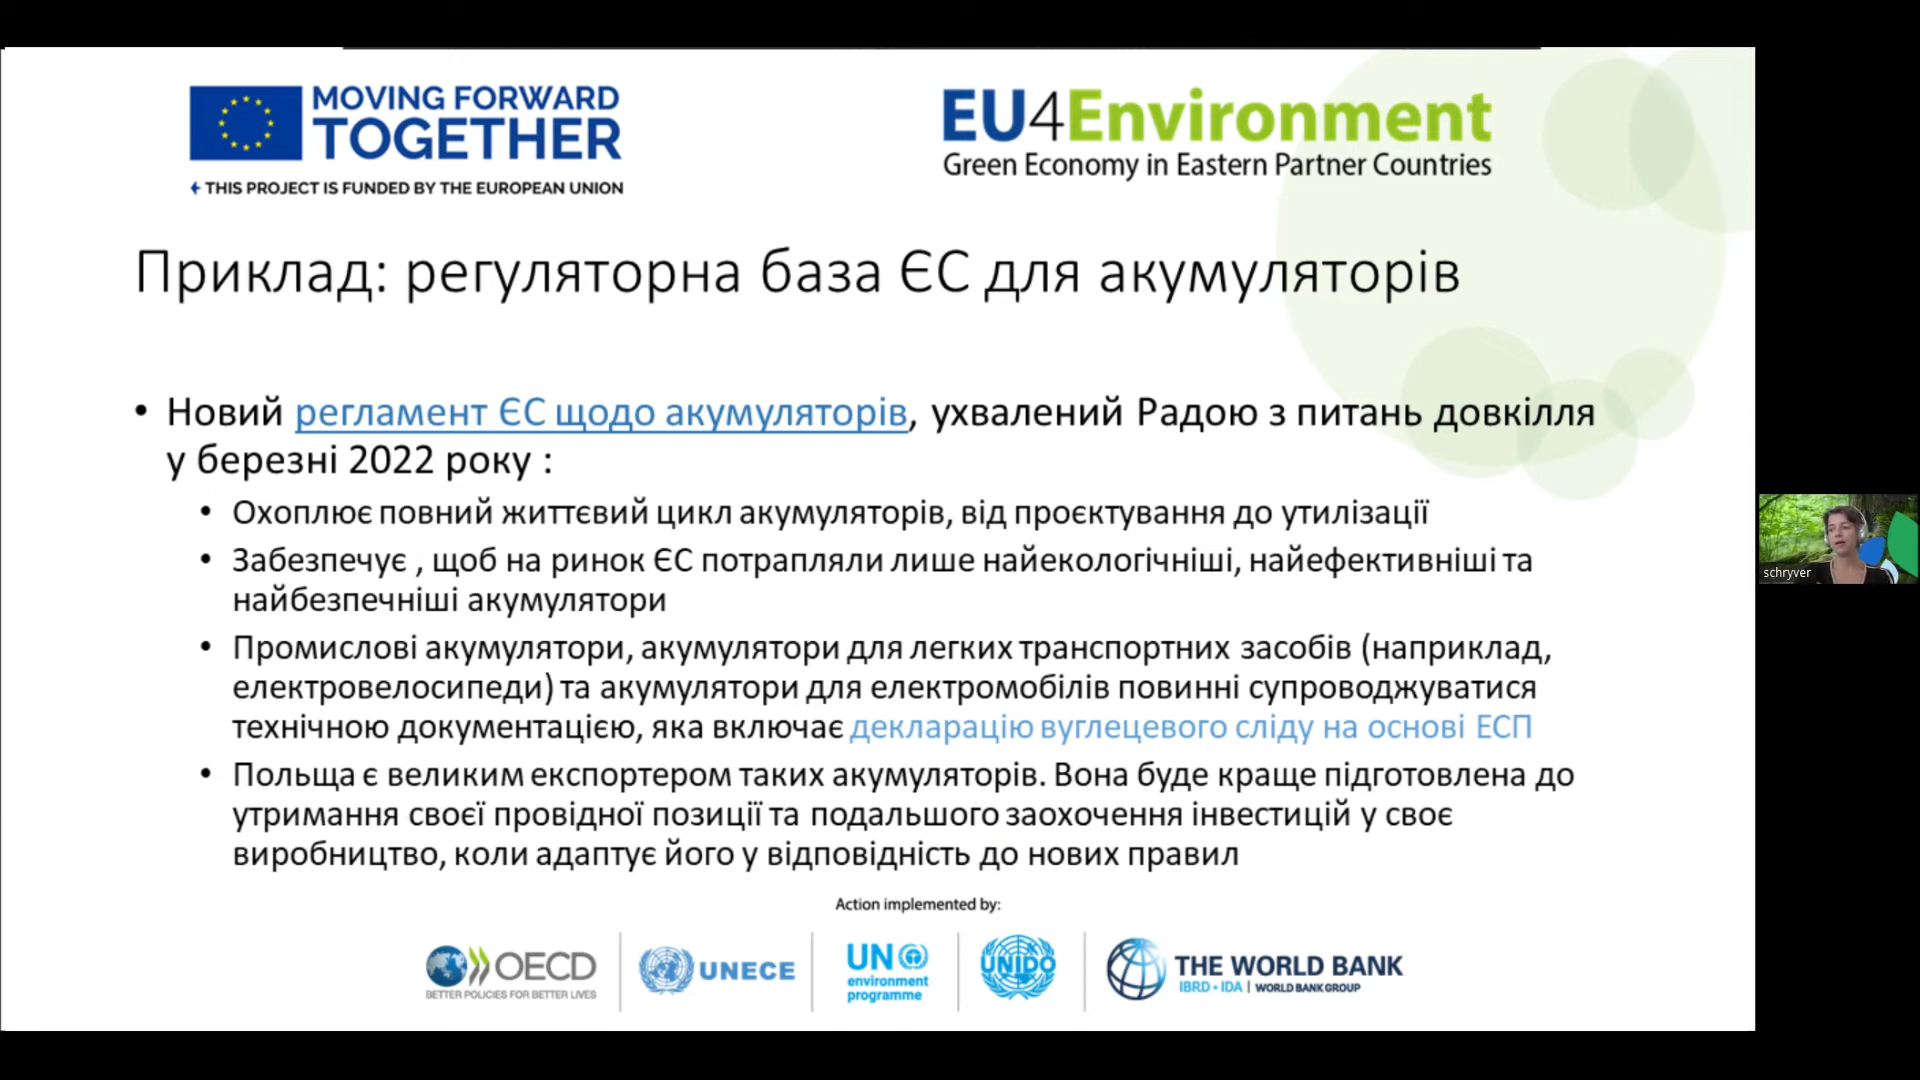 MOVING FORWARD
TOGETHER
THIS PROJECT IS FUNDED BY THE EUROPEAN UNION
EU4Environment
Green Economy in Eastern Partner Countries
Приклад: регуляторна база ЄС для акумуляторів
• Новий регламент ЄС щодо акумуляторів, ухвалений Радою з питань довкілля
у березні 2022 року :
• Охоплює повний життєвий цикл акумуляторів, від проєктування до утилізації
• Забезпечує , щоб на ринок ЄС потрапляли лише найекологічніші, найефективніші та
найбезпечніші акумулятори
• Промислові акумулятори, акумулятори для легких транспортних засобів (наприклад,
електровелосипеди) та акумулятори для електромобілів повинні супроводжуватися
технічною документацією, яка включає декларацію вуглецевого сліду на основі ЕСП
• Польща є великим експортером таких акумуляторів. Вона буде краще підготовлена до
утримання своєї провідної позиції та подальшого заохочення інвестицій у своє
виробництво, коли адаптує його у відповідність до нових правил
schryver
Action implemented by:
OECD
BETTER POLICIES FOR BETTER LIVES
UNECE
UN
environment
programme
UNIDO
THE WORLD BANK
IBRD • IDA | WORLD BANK GROUP